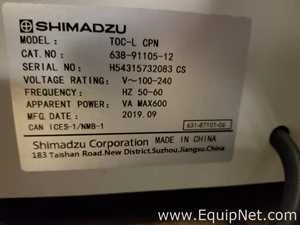 SHIMADZU
MODEL: TOC-L CPN
CAT.NO: 638-91105-12
SERIAL NO: H54315732083 CS
VOLTAGE RATING: V~100-240
FREQUENCY: HZ 50-60
APPARENT POWER: VA MAX600
MFG.DATE: 2019.09
CAN ICES-1/NMB-1 631-87101-06
Shimadzu Corporation MADE IN CHINA
183 Taishan Road,New District,Suzhou,Jiangsu,China
www.EquipNet.com